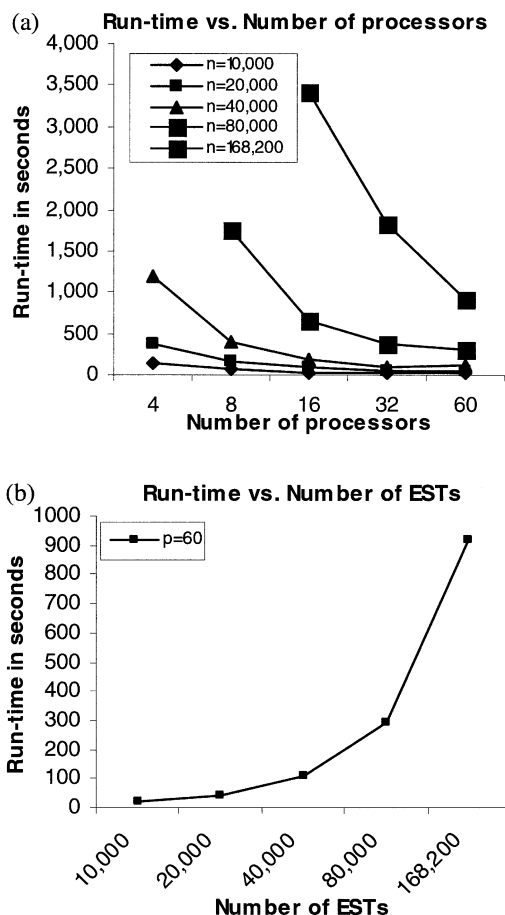 (a) Run-time vs. Number of processors
4,000
3,500
3,000
2,500
2,000
1,500
1,000
500
0
Run-time in seconds
n=10,000
n=20,000
n=40,000
n=80,000
n=168,200
4 8 16 32 60
Number of processors
(b) Run-time vs. Number of ESTs
1000
900
800
700
600
500
400
300
200
100
0
Run-time in seconds
p=60
10,000 20,000 40,000 80,000 168,200
Number of ESTs